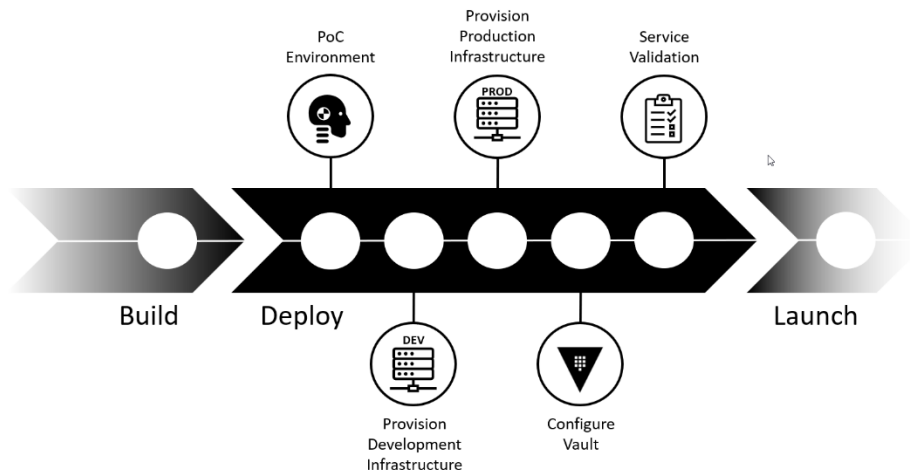 PoC
Environment
Provision
Production
Infrastructure
Service
Validation
PROD
Build
Deploy
Launch
DEV
Provision
Development
Infrastructure
Configure
Vault